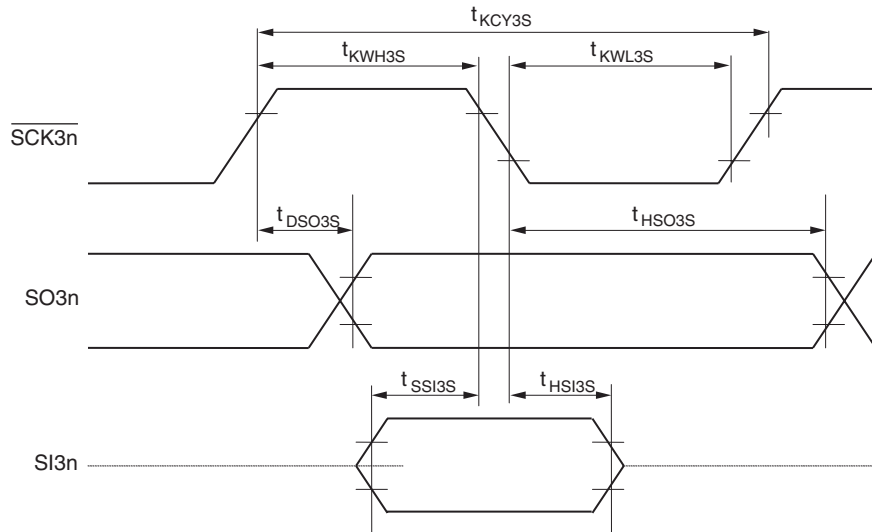 tKCY3S
tKWH3S
tKWL3S
SCK3n
tDSO3S
tHSO3S
SO3n
tSSI3S
tHSI3S
SI3n